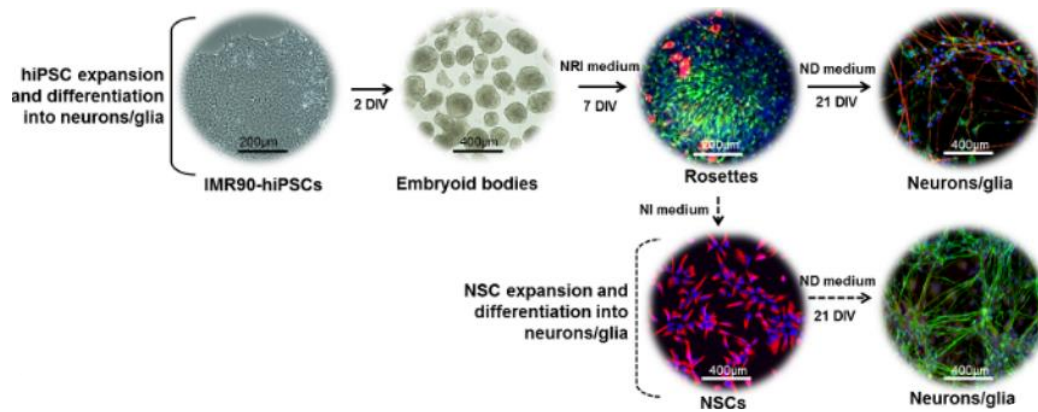 hiPSC expansion
and differentiation
into neurons/glia
200µm
IMR90-hiPSCs
2 DIV
400µm
Embryoid bodies
NRI medium
7 DIV
200µm
Rosettes
ND medium
21 DIV
400µm
Neurons/glia
NI medium
NSC expansion and
differentiation into
neurons/glia
400µm
NSCs
ND medium
21 DIV
400µm
Neurons/glia